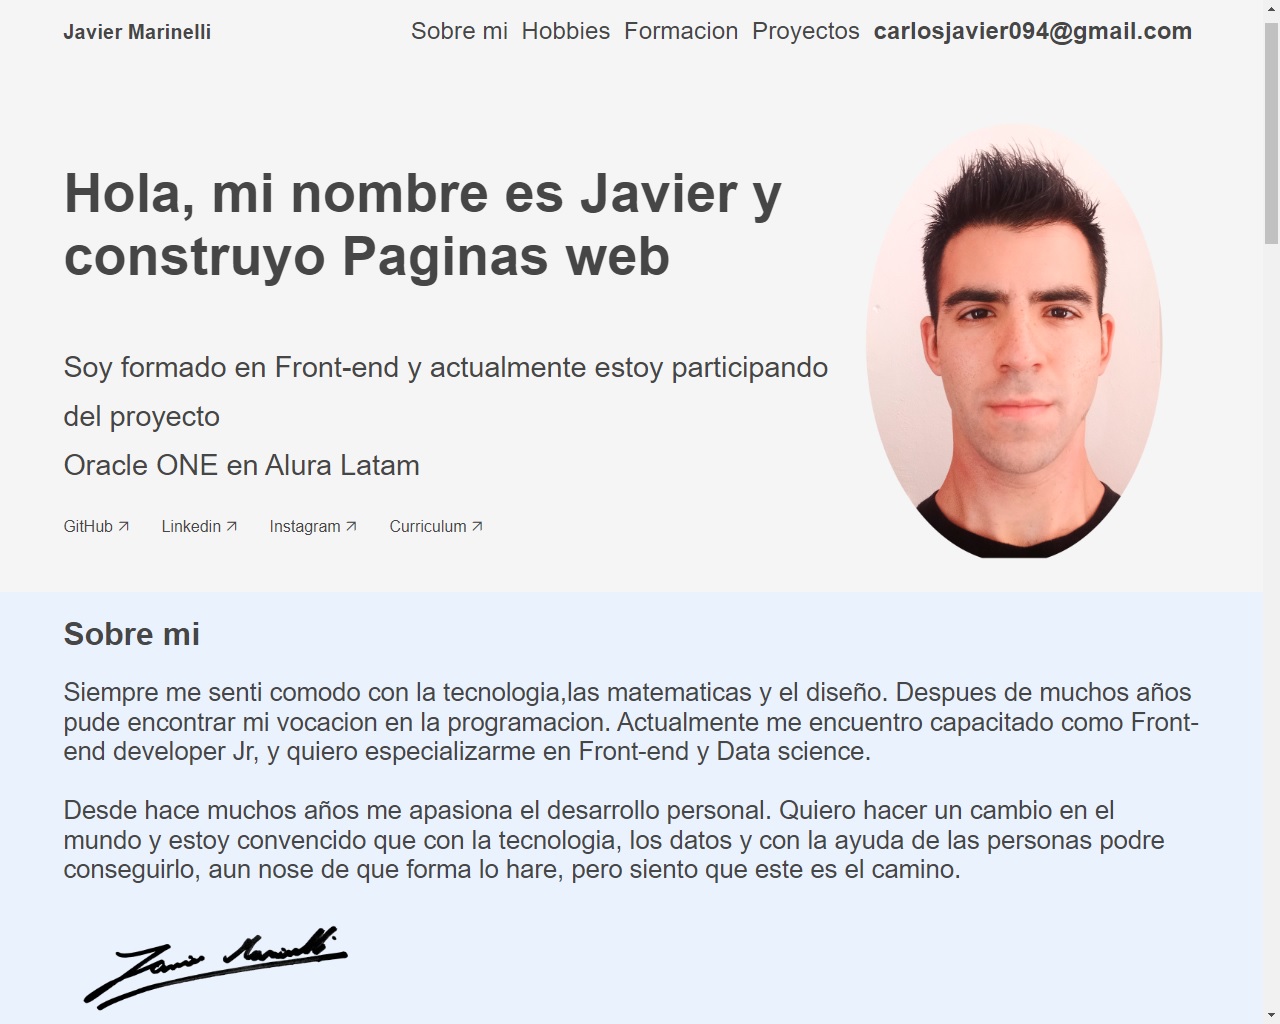 Javier Marinelli
Sobre mi Hobbies Formacion Proyectos carlosjavier094@gmail.com
Hola, mi nombre es Javier y
construyo Paginas web
Soy formado en Front-end y actualmente estoy participando
del proyecto
Oracle ONE en Alura Latam
GitHub Linkedin Instagram Curriculum
Sobre mi
Siempre me senti comodo con la tecnologia,las matematicas y el diseño. Despues de muchos años
pude encontrar mi vocacion en la programacion. Actualmente me encuentro capacitado como Front-
end developer Jr, y quiero especializarme en Front-end y Data science.
Desde hace muchos años me apasiona el desarrollo personal. Quiero hacer un cambio en el
mundo y estoy convencido que con la tecnologia, los datos y con la ayuda de las personas podre
conseguirlo, aun nose de que forma lo hare, pero siento que este es el camino.
Javier Marinelli